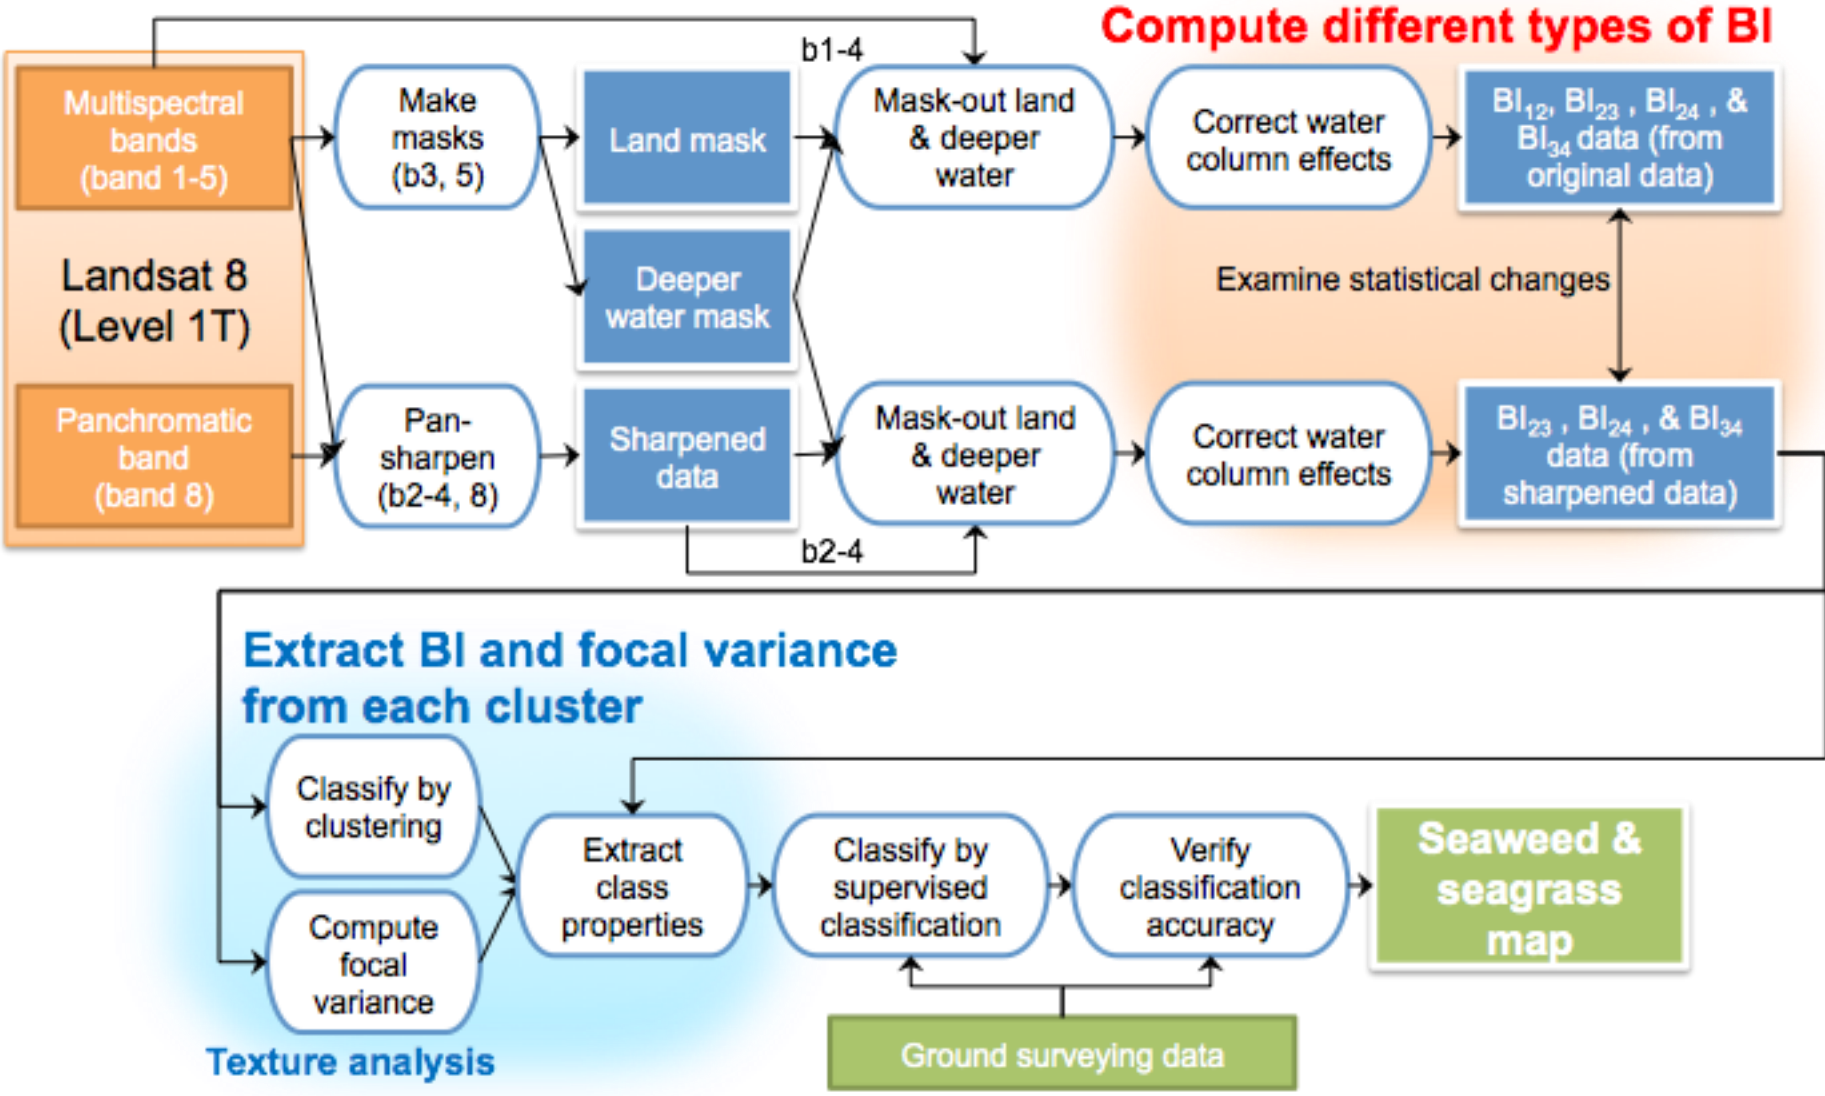 Compute different types of BI
b1-4
Multispectral
bands
(band 1-5)
Make
masks
(b3, 5)
Land mask
Mask-out land
& deeper
water
Correct water
column effects
BI12, BI23 , BI24 , &
BI34 data (from
original data)
Landsat 8
(Level 1T)
Deeper
water mask
Examine statistical changes
Panchromatic
band
(band 8)
Pan-
sharpen
(b2-4, 8)
Sharpened
data
Mask-out land
& deeper
water
Correct water
column effects
BI23 , BI24 , & BI34
data (from
sharpened data)
b2-4
Extract BI and focal variance
from each cluster
Classify by
clustering
Compute
focal
variance
Extract
class
properties
Classify by
supervised
classification
Verify
classification
accuracy
Seaweed &
seagrass
map
Texture analysis
Ground surveying data